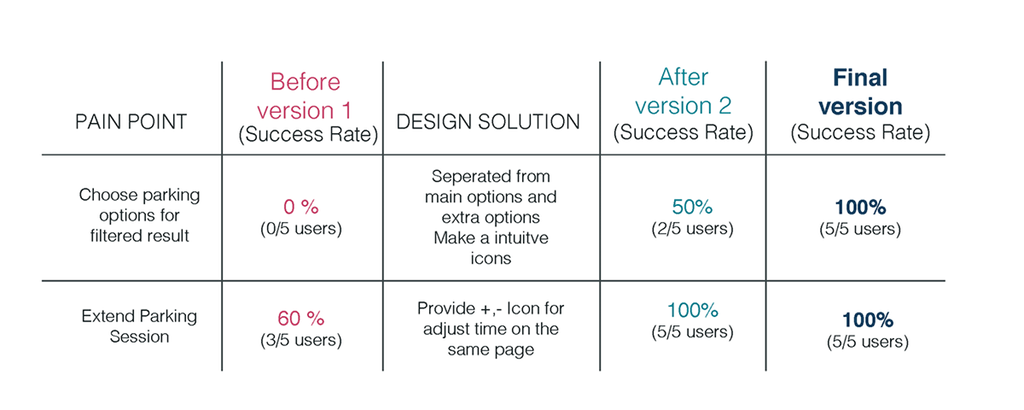 PAIN POINT
Before
version 1
(Success Rate)
DESIGN SOLUTION
After
version 2
(Success Rate)
Final
version
(Success Rate)
Choose parking
options for
filtered result
0 %
(0/5 users)
Seperated from
main options and
extra options
Make a intuitve
icons
50%
(2/5 users)
100%
(5/5 users)
Extend Parking
Session
60 %
(3/5 users)
Provide +,- Icon for
adjust time on the
same page
100%
(5/5 users)
100%
(5/5 users)